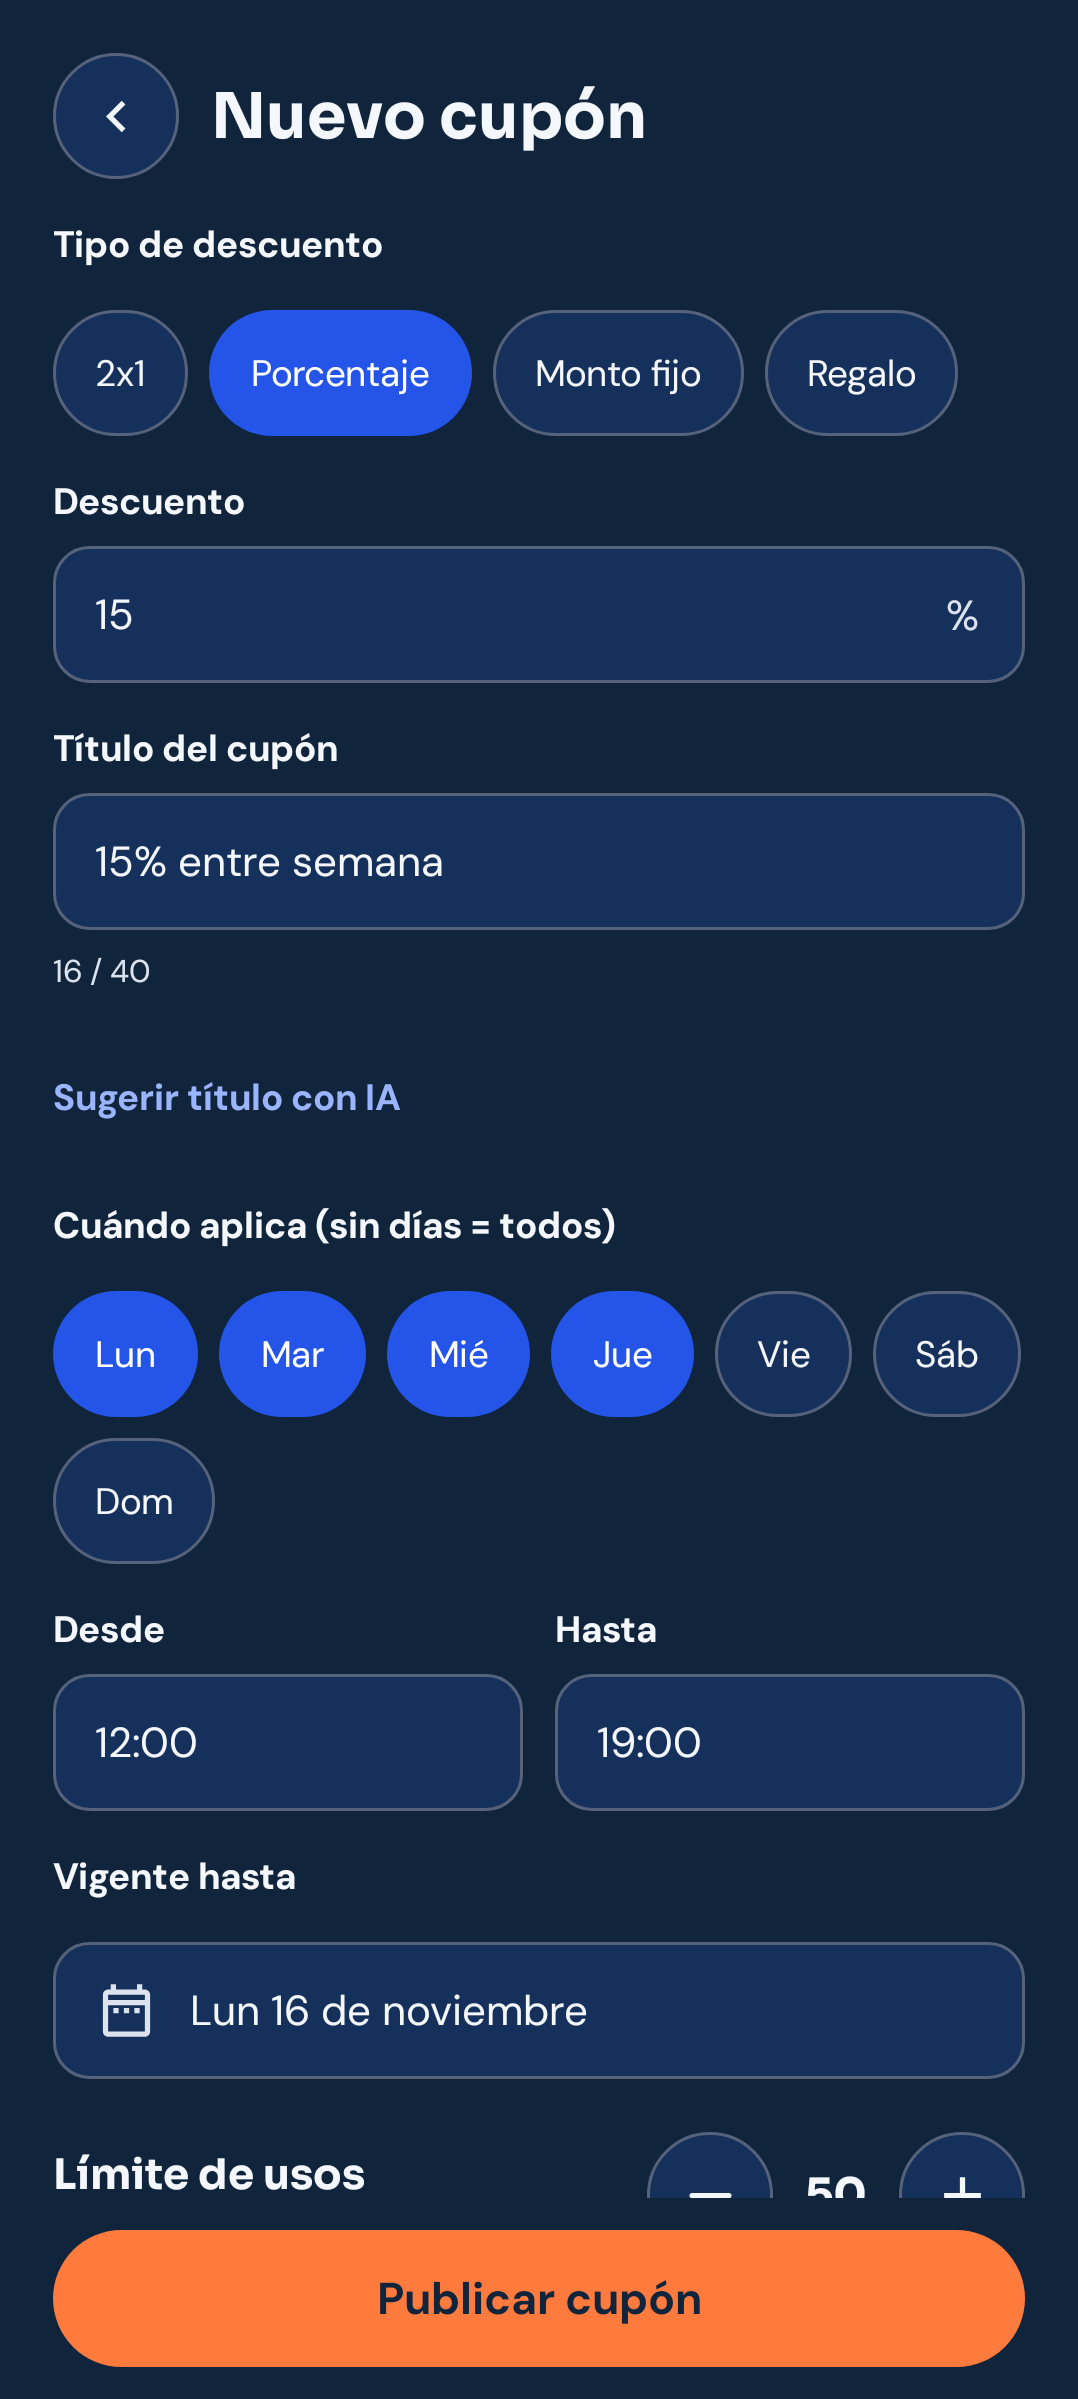 Nuevo cupón
Tipo de descuento
2x1 Porcentaje Monto fijo Regalo
Descuento
15 %
Título del cupón
15% entre semana
16 / 40
Sugerir título con IA
Cuándo aplica (sin días = todos)
Lun Mar Mié Jue Vie Sáb
Dom
Desde Hasta
12:00 19:00
Vigente hasta
Lun 16 de noviembre
Límite de usos − 50 +
Publicar cupón